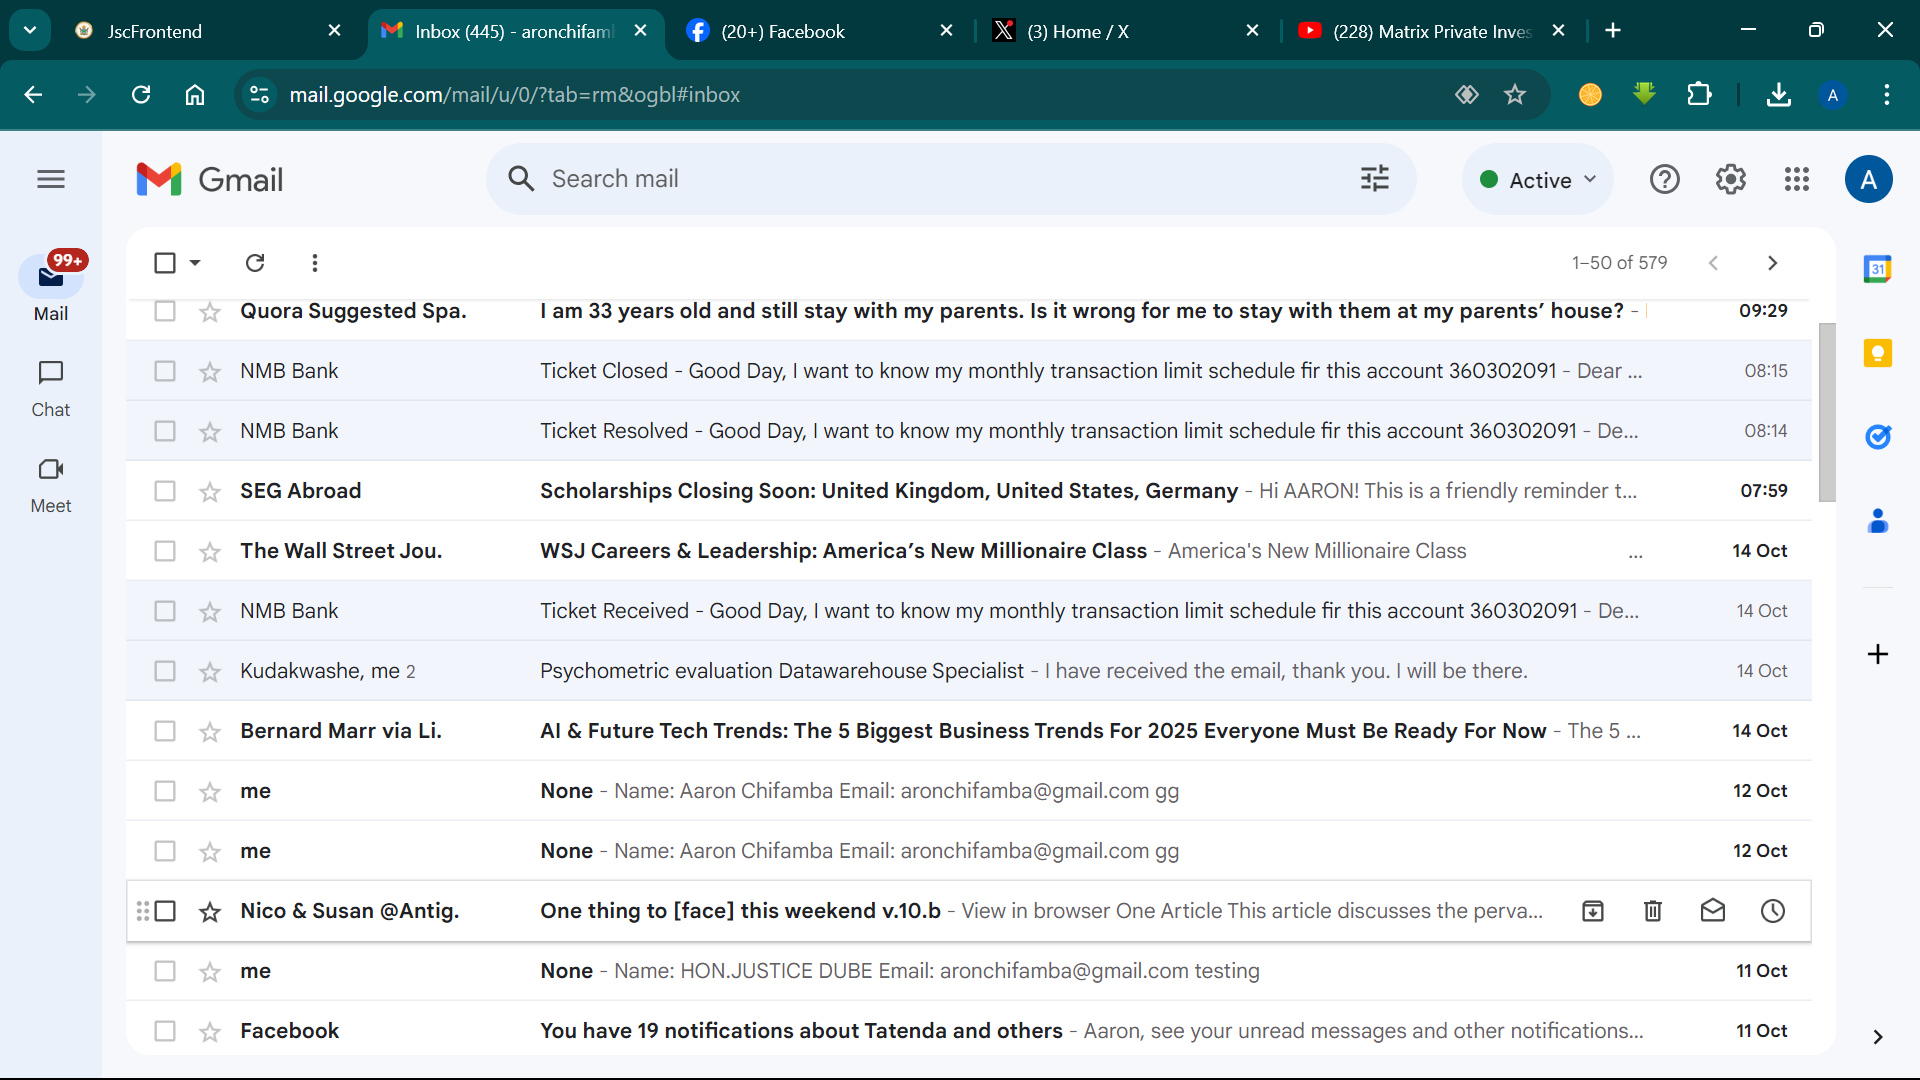 JscFrontend
Inbox (445) - aronchifam
(20+) Facebook
(3) Home / X
(228) Matrix Private Inves
mail.google.com/mail/u/0/?tab=rm&ogbl#inbox
A
Gmail
Search mail
Active
A
99+
Mail
Chat
Meet
1–50 of 579
31
Quora Suggested Spa. I am 33 years old and still stay with my parents. Is it wrong for me to stay with them at my parents’ house? - 09:29
NMB Bank Ticket Closed - Good Day, I want to know my monthly transaction limit schedule fir this account 360302091 - Dear ... 08:15
NMB Bank Ticket Resolved - Good Day, I want to know my monthly transaction limit schedule fir this account 360302091 - De... 08:14
SEG Abroad Scholarships Closing Soon: United Kingdom, United States, Germany - Hi AARON! This is a friendly reminder t... 07:59
The Wall Street Jou. WSJ Careers & Leadership: America’s New Millionaire Class - America's New Millionaire Class ... 14 Oct
NMB Bank Ticket Received - Good Day, I want to know my monthly transaction limit schedule fir this account 360302091 - De... 14 Oct
Kudakwashe, me 2 Psychometric evaluation Datawarehouse Specialist - I have received the email, thank you. I will be there. 14 Oct
Bernard Marr via Li. AI & Future Tech Trends: The 5 Biggest Business Trends For 2025 Everyone Must Be Ready For Now - The 5 ... 14 Oct
me None - Name: Aaron Chifamba Email: aronchifamba@gmail.com gg 12 Oct
me None - Name: Aaron Chifamba Email: aronchifamba@gmail.com gg 12 Oct
Nico & Susan @Antig. One thing to [face] this weekend v.10.b - View in browser One Article This article discusses the perva...
me None - Name: HON.JUSTICE DUBE Email: aronchifamba@gmail.com testing 11 Oct
Facebook You have 19 notifications about Tatenda and others - Aaron, see your unread messages and other notifications... 11 Oct